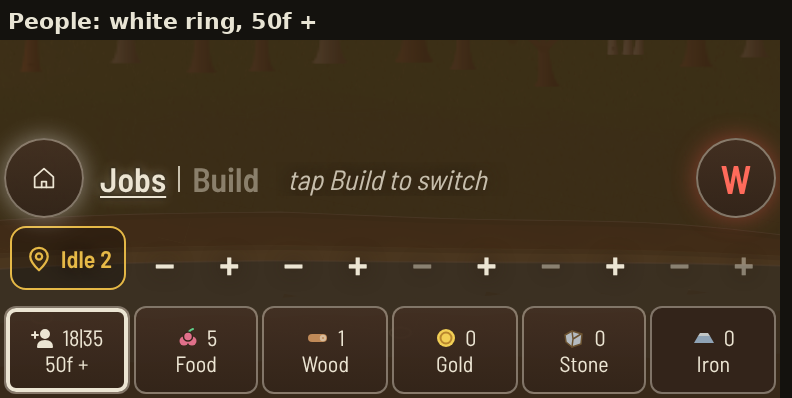 People: white ring, 50f +
Jobs | Build tap Build to switch
W
Idle 2
− + − + − + − + − +
18|35 5 1 0 0 0
50f + Food Wood Gold Stone Iron